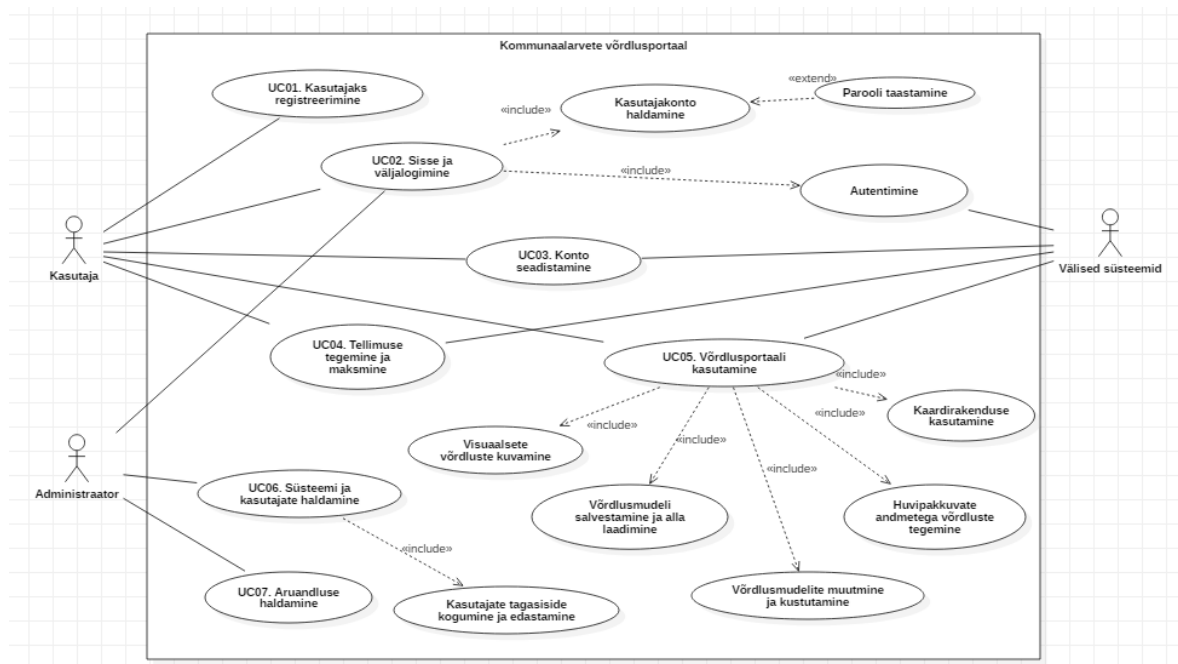 Kommunaalarvete võrdlusportaal
UC01. Kasutajaks
registreerimine
«include»
Kasutajakonto
haldamine
«extend»
Parooli taastamine
UC02. Sisse ja
väljalogimine
«include»
Autentimine
Kasutaja
UC03. Konto
seadistamine
Välised süsteemid
UC04. Tellimuse
tegemine ja
maksmine
UC05. Võrdlusportaali
kasutamine
«include»
Kaardirakenduse
kasutamine
«include»
«include»
«include»
«include»
Visuaalsete
võrdluste kuvamine
Administraator
UC06. Süsteemi ja
kasutajate haldamine
Võrdlusmudeli
salvestamine ja alla
laadimine
Huvipakkuvate
andmetega võrdluste
tegemine
«include»
UC07. Aruandluse
haldamine
Kasutajate tagasiside
kogumine ja edastamine
Võrdlusmudelite muutmine
ja kustutamine